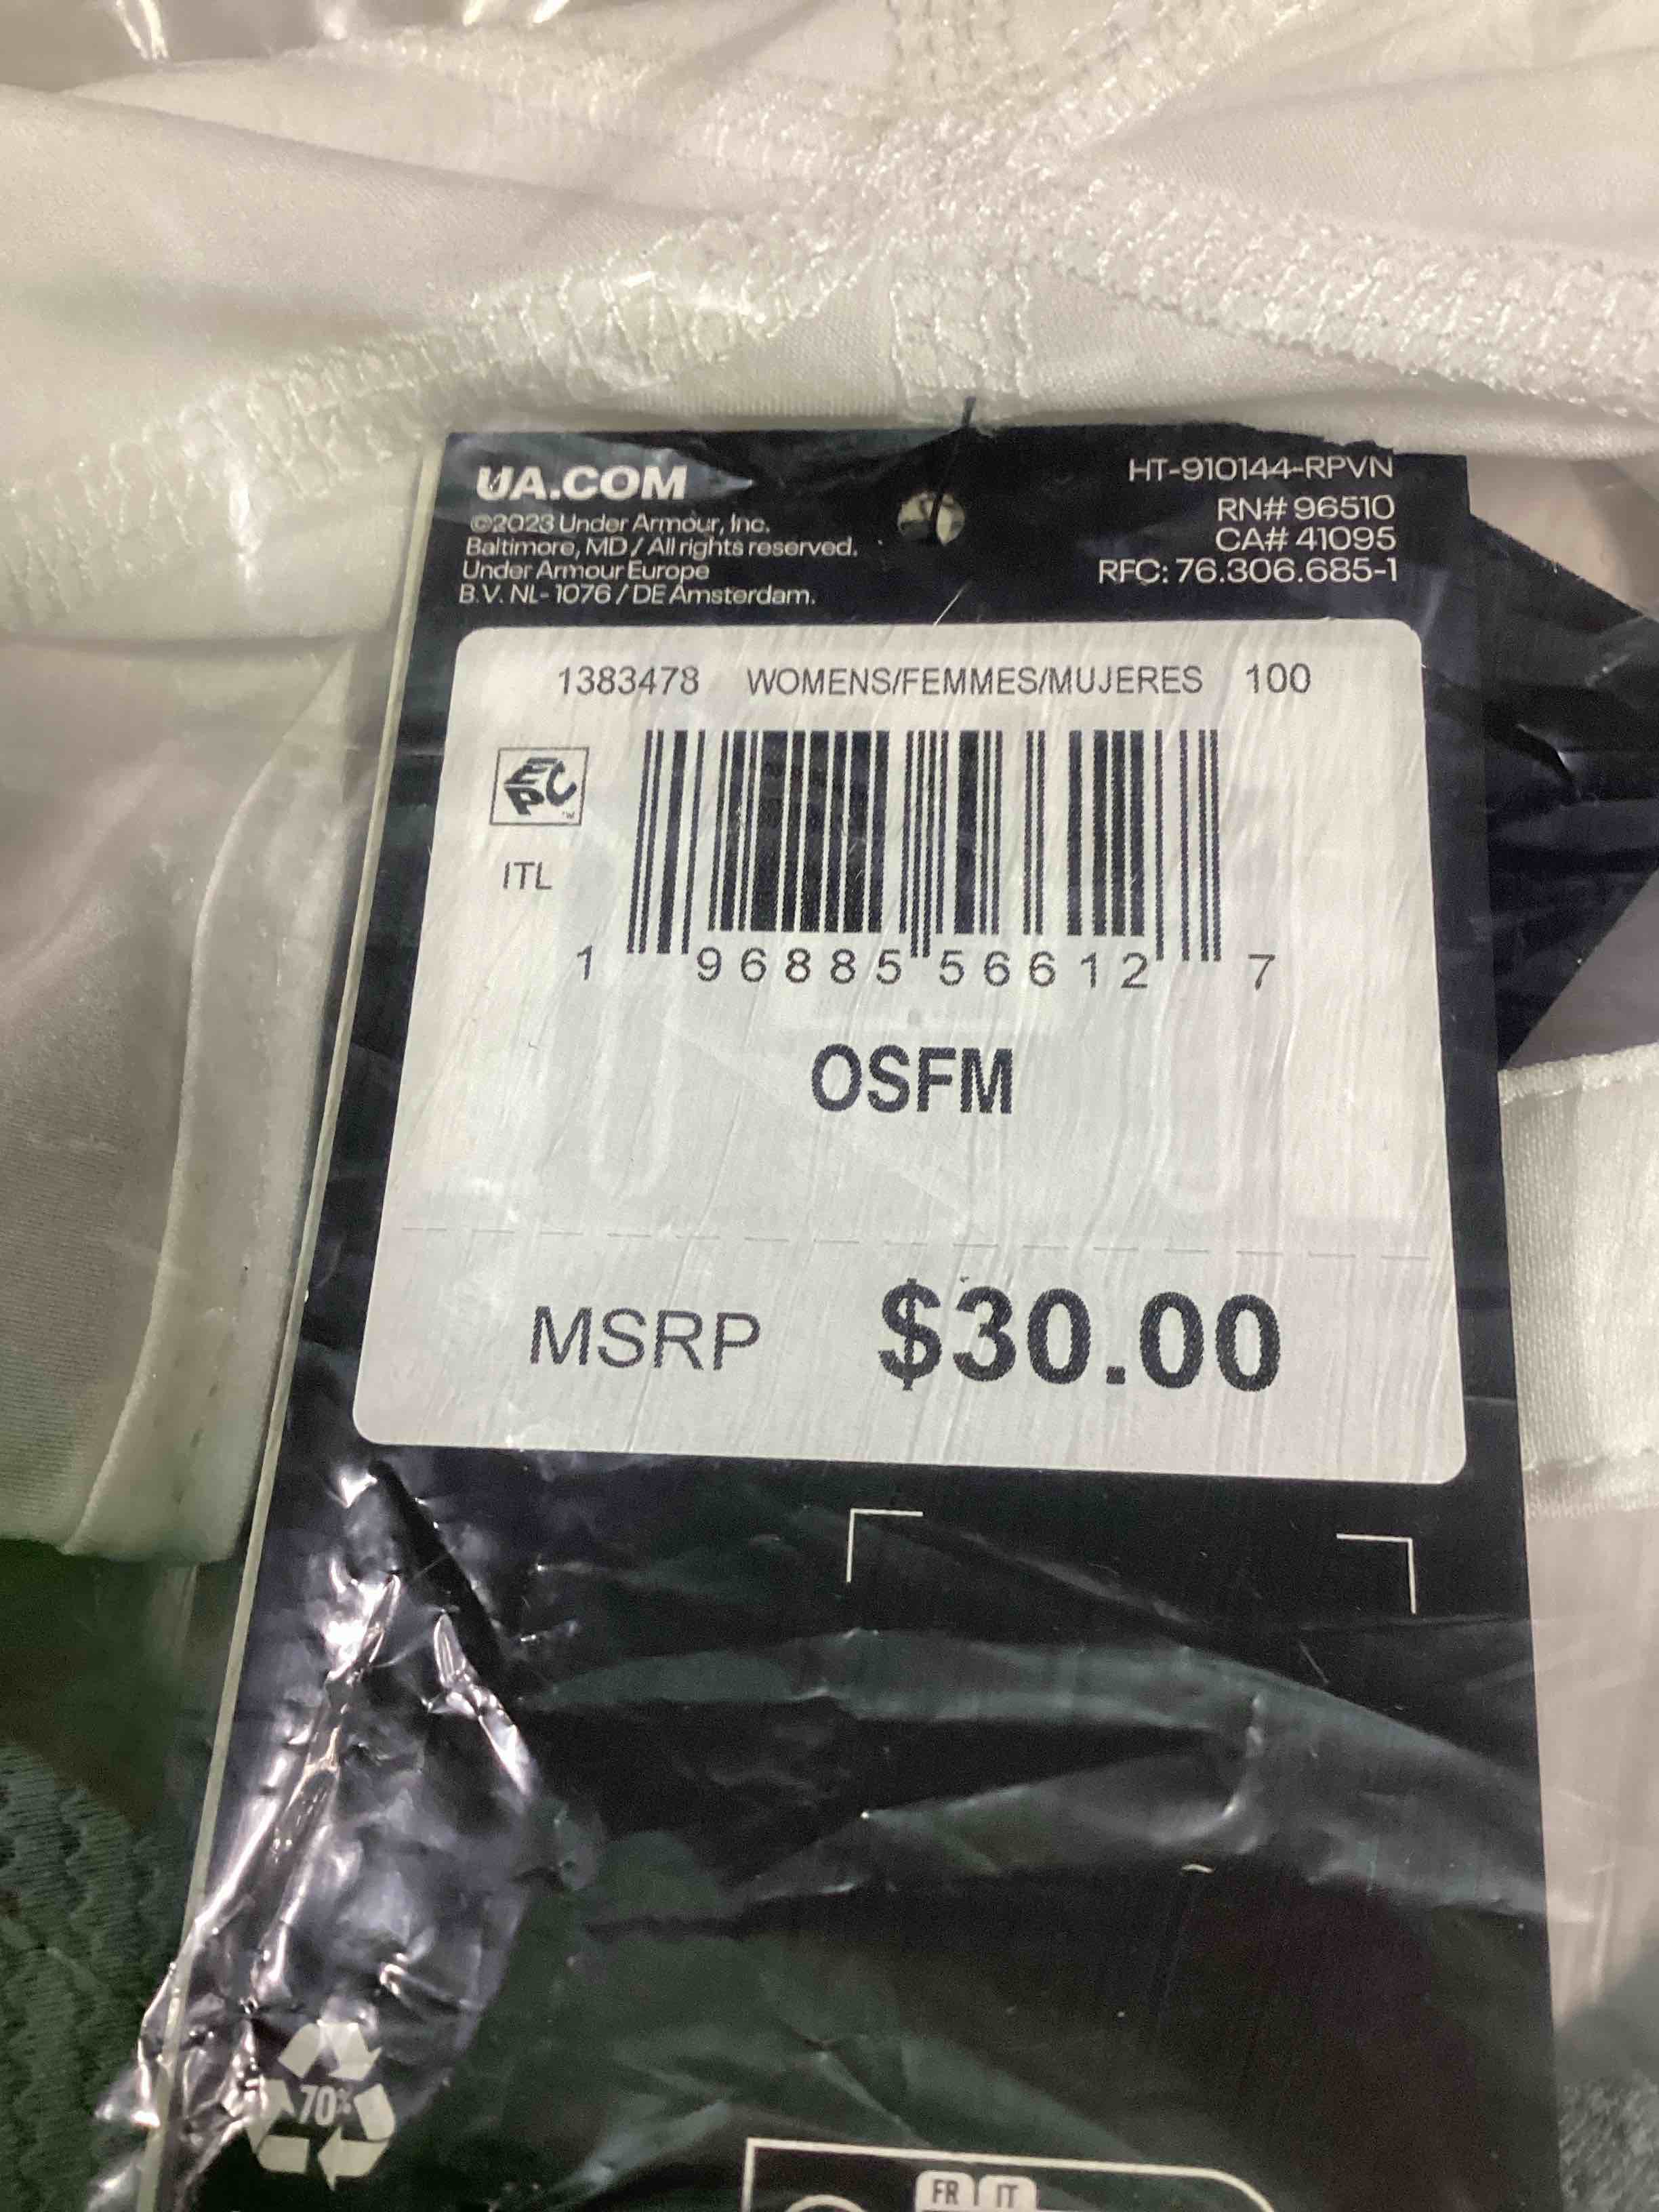 UA.COM
©2023 Under Armour, Inc.
Baltimore, MD / All rights reserved.
Under Armour Europe
B.V. NL- 1076 / DE Amsterdam.
HT-910144-RPVN
RN# 96510
CA# 41095
RFC: 76.306.685-1
1383478 WOMENS/FEMMES/MUJERES 100
EPC
™
ITL
1 96885 56612 7
OSFM
MSRP $30.00
70%
FR IT